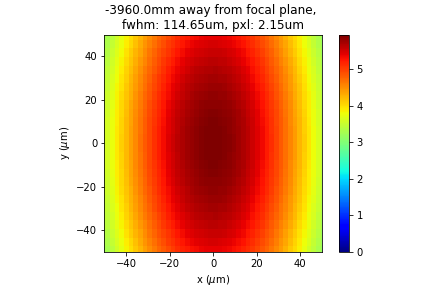 -3960.0mm away from focal plane,
fwhm: 114.65um, pxl: 2.15um
40
20
0
−20
−40
y (μm)
−40 −20 0 20 40
x (μm)
5
4
3
2
1
0